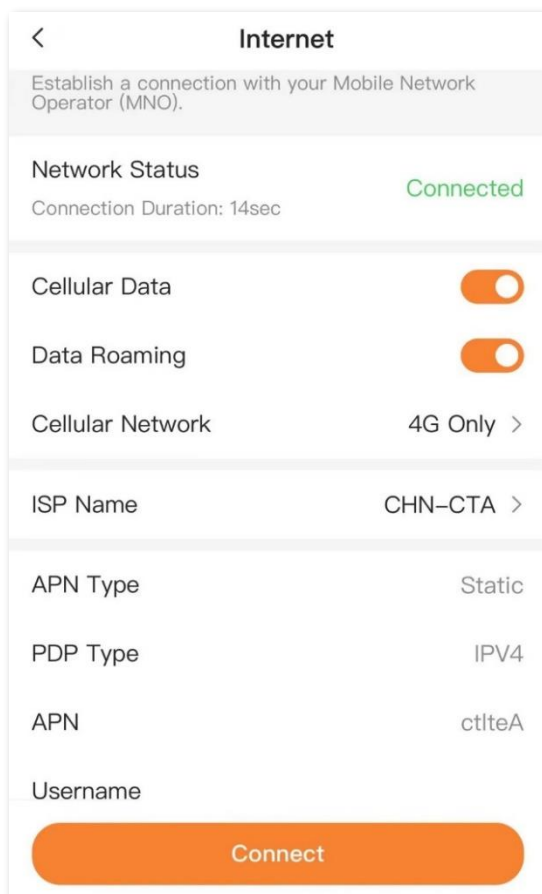 Internet
Establish a connection with your Mobile Network
Operator (MNO).
Network Status
Connected
Connection Duration: 14sec
Cellular Data
Data Roaming
Cellular Network 4G Only >
ISP Name CHN-CTA >
APN Type Static
PDP Type IPV4
APN ctlteA
Username
Connect